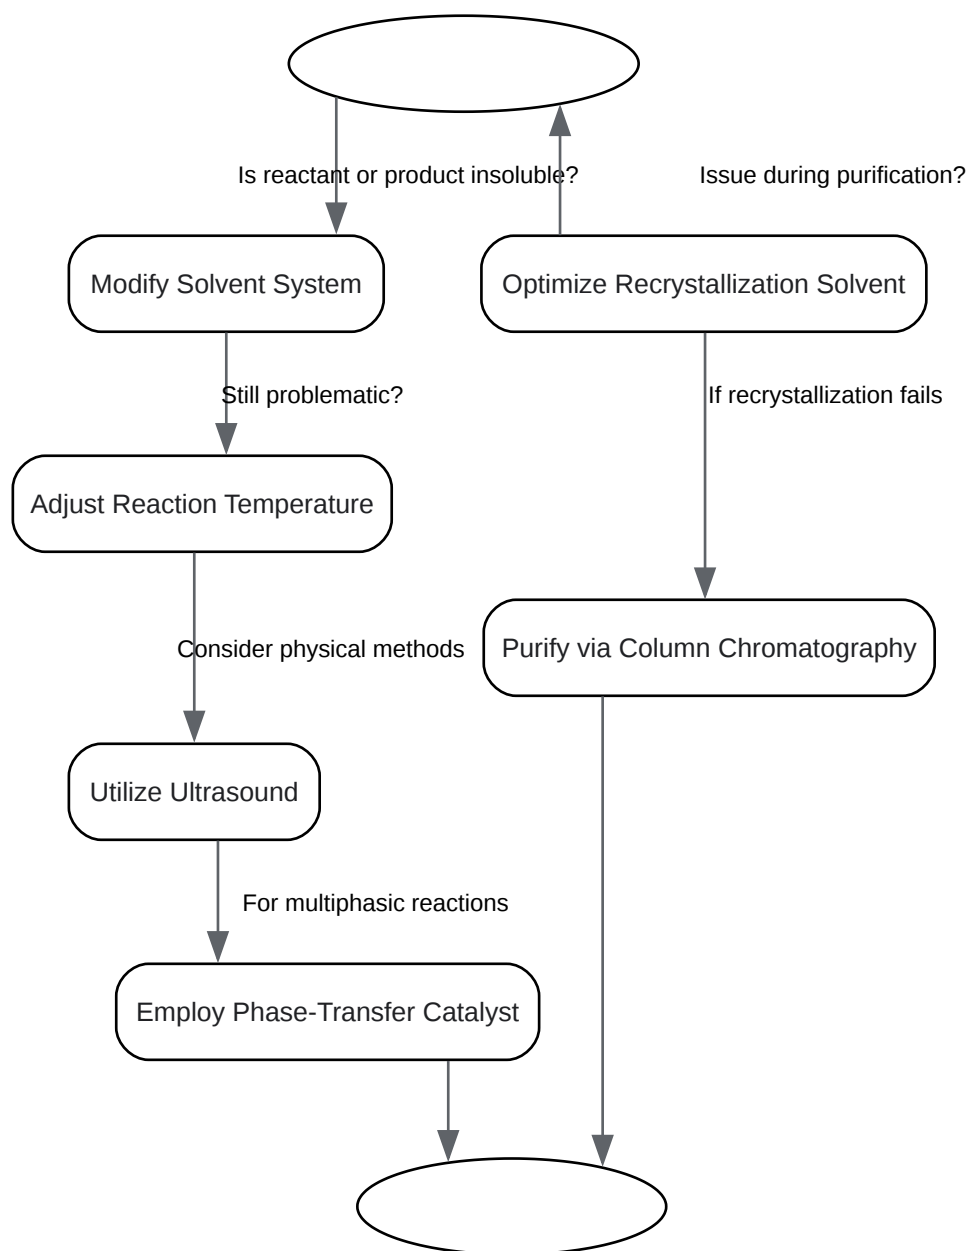 Is reactant or product insoluble?
Issue during purification?
Modify Solvent System
Optimize Recrystallization Solvent
Still problematic?
If recrystallization fails
Adjust Reaction Temperature
Consider physical methods
Purify via Column Chromatography
Utilize Ultrasound
For multiphasic reactions
Employ Phase-Transfer Catalyst